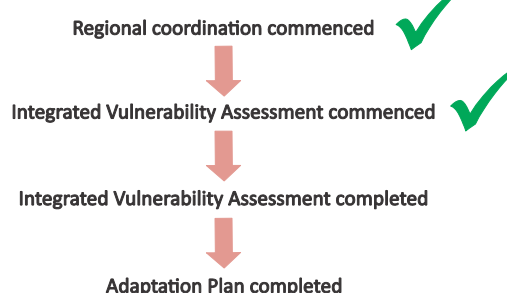 Regional coordination commenced
Integrated Vulnerability Assessment commenced
Integrated Vulnerability Assessment completed
Adaptation Plan completed